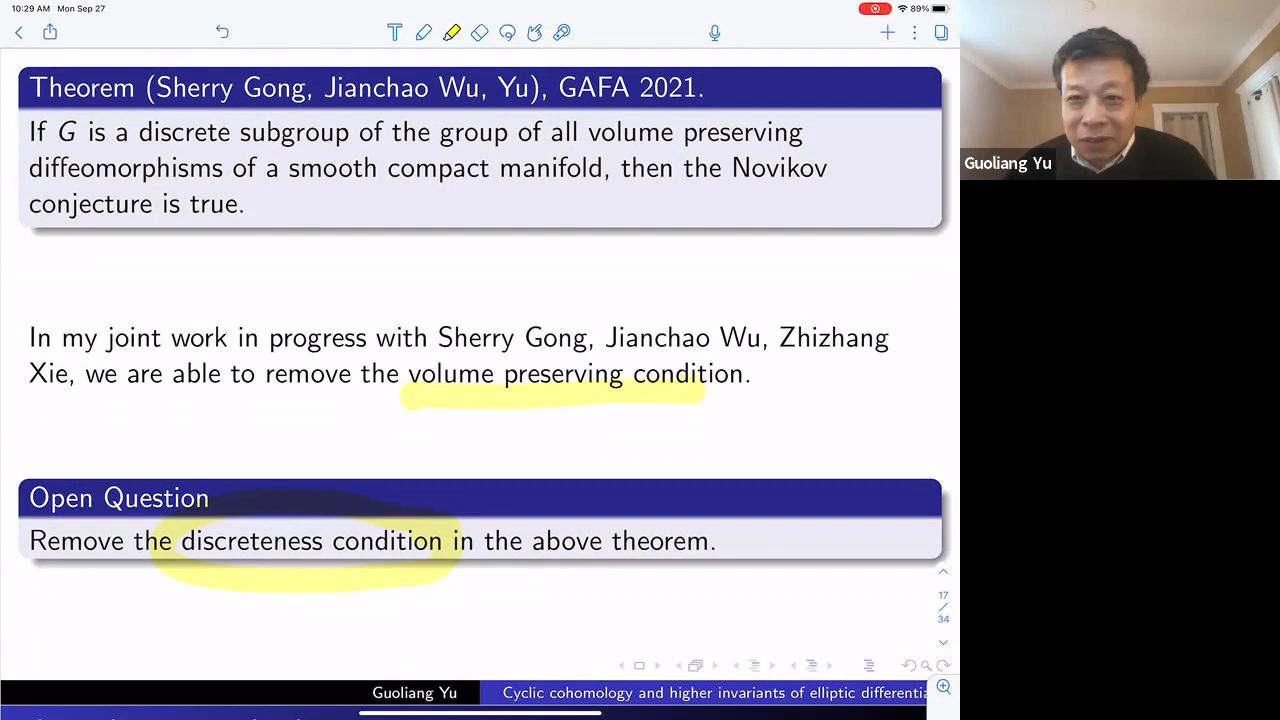 10:29 AM Mon Sep 27
89%
Theorem (Sherry Gong, Jianchao Wu, Yu), GAFA 2021.
If G is a discrete subgroup of the group of all volume preserving
diffeomorphisms of a smooth compact manifold, then the Novikov
conjecture is true.
Guoliang Yu
In my joint work in progress with Sherry Gong, Jianchao Wu, Zhizhang
Xie, we are able to remove the volume preserving condition.
Open Question
Remove the discreteness condition in the above theorem.
17
/
34
Guoliang Yu
Cyclic cohomology and higher invariants of elliptic differentia